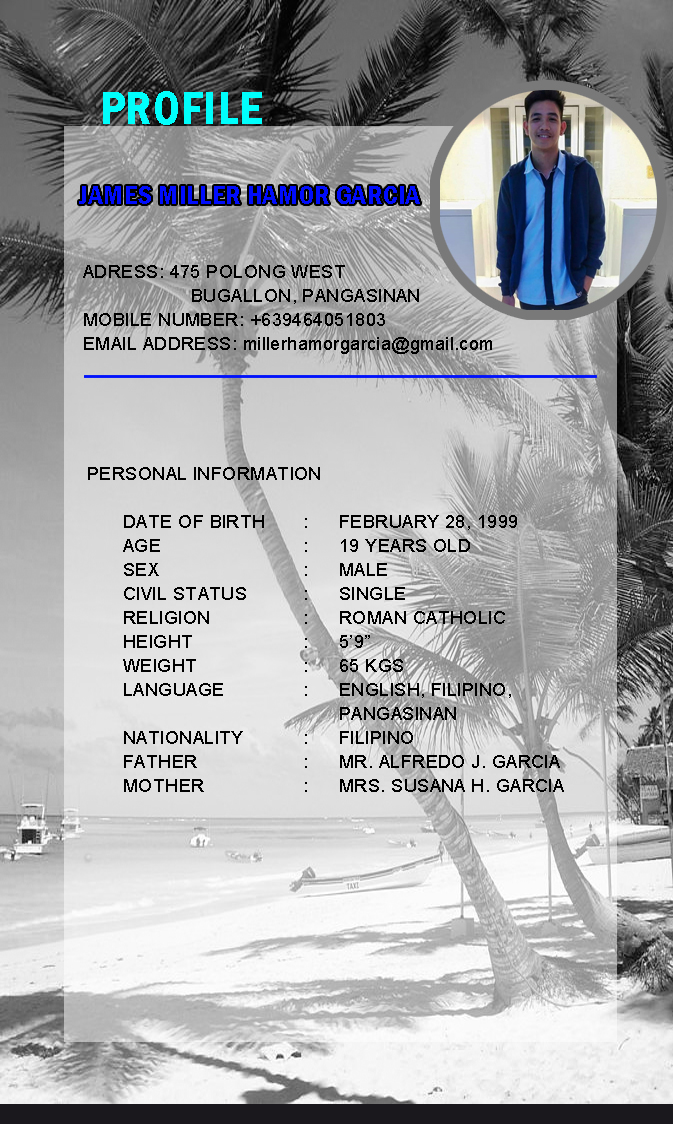 PROFILE
JAMES MILLER HAMOR GARCIA
ADRESS: 475 POLONG WEST
BUGALLON, PANGASINAN
MOBILE NUMBER: +639464051803
EMAIL ADDRESS: millerhamorgarcia@gmail.com
PERSONAL INFORMATION
DATE OF BIRTH : FEBRUARY 28, 1999
AGE : 19 YEARS OLD
SEX : MALE
CIVIL STATUS : SINGLE
RELIGION : ROMAN CATHOLIC
HEIGHT : 5’9”
WEIGHT : 65 KGS
LANGUAGE : ENGLISH, FILIPINO,
PANGASINAN
NATIONALITY : FILIPINO
FATHER : MR. ALFREDO J. GARCIA
MOTHER : MRS. SUSANA H. GARCIA
TAXI